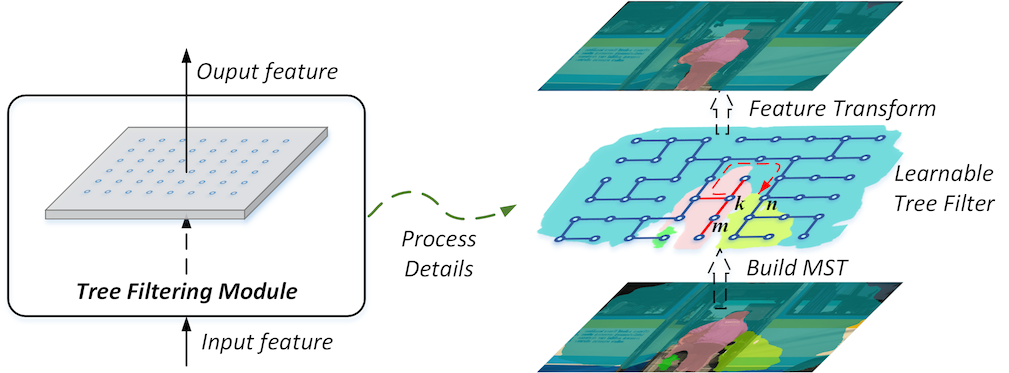 Ouput feature
Tree Filtering Module
Input feature
Process
Details
Feature Transform
Learnable
Tree Filter
k
n
m
Build MST